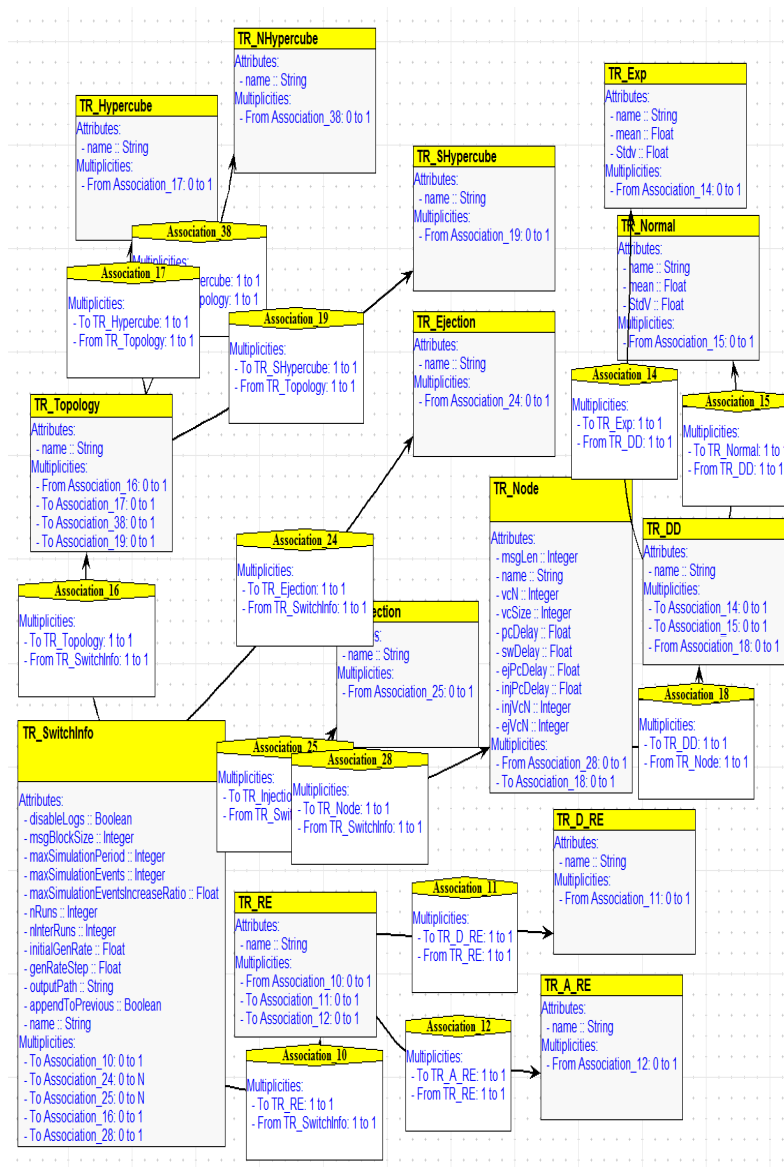 TR_NHypercube
Attributes:
- name :: String
Multiplicities:
- From Association_38: 0 to 1
TR_Hypercube
Attributes:
- name :: String
Multiplicities:
- From Association_17: 0 to 1
TR_Exp
Attributes:
- name :: String
- mean :: Float
- Stdv :: Float
Multiplicities:
- From Association_14: 0 to 1
TR_SHypercube
Attributes:
- name :: String
Multiplicities:
- From Association_19: 0 to 1
TR_Normal
Attributes:
- name :: String
- mean :: Float
- StdV :: Float
Multiplicities:
- From Association_15: 0 to 1
Association_38
Multiplicities:
ercube: 1 to 1
pology: 1 to 1
Association_17
Multiplicities:
- To TR_Hypercube: 1 to 1
- From TR_Topology: 1 to 1
Association_19
Multiplicities:
- To TR_SHypercube: 1 to 1
- From TR_Topology: 1 to 1
TR_Ejection
Attributes:
- name :: String
Multiplicities:
- From Association_24: 0 to 1
Association_14
Multiplicities:
- To TR_Exp: 1 to 1
- From TR_DD: 1 to 1
Association_15
Multiplicities:
- To TR_Normal: 1 to
- From TR_DD: 1 to 1
TR_Topology
Attributes:
- name :: String
Multiplicities:
- From Association_16: 0 to 1
- To Association_17: 0 to 1
- To Association_38: 0 to 1
- To Association_19: 0 to 1
TR_Node
Attributes:
- msgLen :: Integer
- name :: String
- vcN :: Integer
- vcSize :: Integer
- pcDelay :: Float
- swDelay :: Float
- ejPcDelay :: Float
- injPcDelay :: Float
- injVcN :: Integer
- ejVcN :: Integer
Multiplicities:
- From Association_28: 0 to 1
- To Association_18: 0 to 1
TR_DD
Attributes:
- name :: String
Multiplicities:
- To Association_14: 0 to 1
- To Association_15: 0 to 1
- From Association_18: 0 to 1
Association_24
Multiplicities:
- To TR_Ejection: 1 to 1
- From TR_SwitchInfo: 1 to 1
Association_16
Multiplicities:
- To TR_Topology: 1 to 1
- From TR_SwitchInfo: 1 to 1
ection
s:
- name :: String
Multiplicities:
- From Association_25: 0 to 1
Association_18
Multiplicities:
- To TR_DD: 1 to 1
- From TR_Node: 1 to 1
TR_SwitchInfo
Attributes:
- disableLogs :: Boolean
- msgBlockSize :: Integer
- maxSimulationPeriod :: Integer
- maxSimulationEvents :: Integer
- maxSimulationEventsIncreaseRatio :: Float
- nRuns :: Integer
- nInterRuns :: Integer
- initialGenRate :: Float
- genRateStep :: Float
- outputPath :: String
- appendToPrevious :: Boolean
- name :: String
Multiplicities:
- To Association_10: 0 to 1
- To Association_24: 0 to N
- To Association_25: 0 to N
- To Association_16: 0 to 1
- To Association_28: 0 to 1
Association_25
Multiplicities:
- To TR_Injectio
- From TR_Swit
Association_28
Multiplicities:
- To TR_Node: 1 to 1
- From TR_SwitchInfo: 1 to 1
TR_D_RE
Attributes:
- name :: String
Multiplicities:
- From Association_11: 0 to 1
TR_RE
Attributes:
- name :: String
Multiplicities:
- From Association_10: 0 to 1
- To Association_11: 0 to 1
- To Association_12: 0 to 1
Association_11
Multiplicities:
- To TR_D_RE: 1 to 1
- From TR_RE: 1 to 1
TR_A_RE
Attributes:
- name :: String
Multiplicities:
- From Association_12: 0 to 1
Association_12
Multiplicities:
- To TR_A_RE: 1 to 1
- From TR_RE: 1 to 1
Association_10
Multiplicities:
- To TR_RE: 1 to 1
- From TR_SwitchInfo: 1 to 1